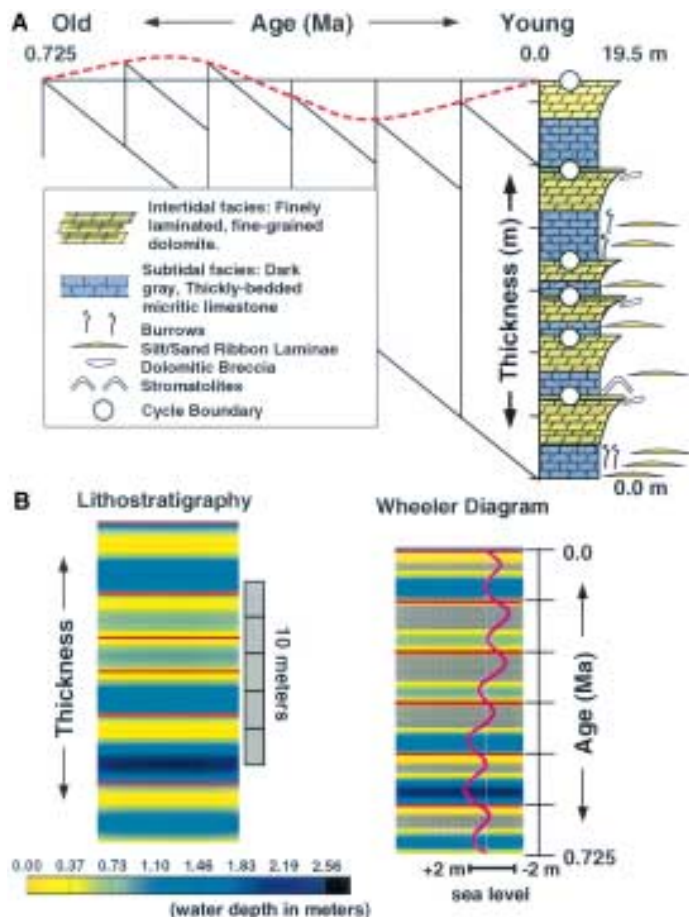 A
Old
Age (Ma)
Young
0.725
0.0
19.5 m
Intertidal facies: Finely
laminated, fine-grained
dolomite.
Subtidal facies: Dark
gray, Thickly-bedded
micritic limestone
Burrows
Silt/Sand Ribbon Laminae
Dolomitic Breccia
Stromatolites
Cycle Boundary
Thickness (m)
0.0 m
B
Lithostratigraphy
Wheeler Diagram
Thickness
10 meters
0.0
Age (Ma)
0.725
0.00 0.37 0.73 1.10 1.46 1.83 2.19 2.56
(water depth in meters)
+2 m
-2 m
sea level